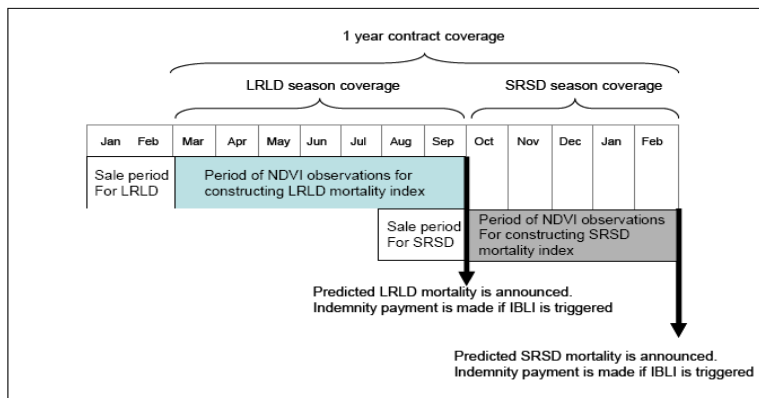 1 year contract coverage
LRLD season coverage
SRSD season coverage
Jan Feb Mar Apr May Jun Jul Aug Sep Oct Nov Dec Jan Feb
Sale period
For LRLD
Period of NDVI observations for
constructing LRLD mortality index
Sale period
For SRSD
Period of NDVI observations
For constructing SRSD
mortality index
Predicted LRLD mortality is announced.
Indemnity payment is made if IBLI is triggered
Predicted SRSD mortality is announced.
Indemnity payment is made if IBLI is triggered